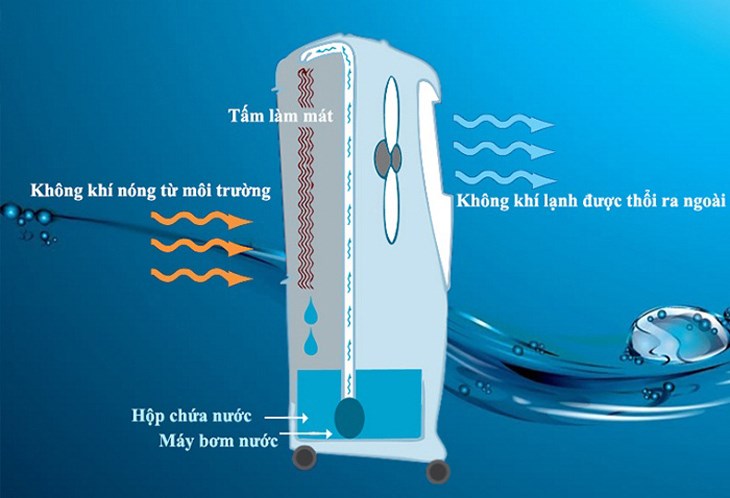 Tấm làm mát
Không khí nóng từ môi trường
Không khí lạnh được thổi ra ngoài
Hộp chứa nước
Máy bơm nước